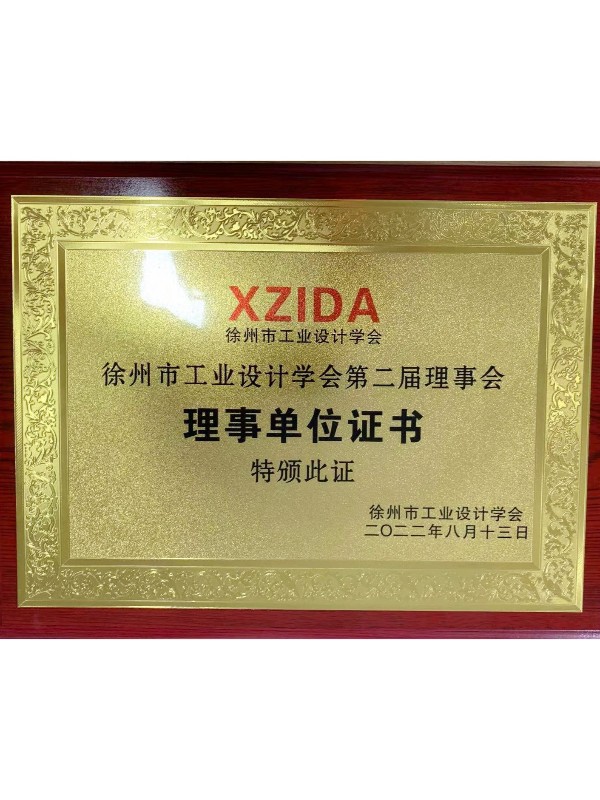 XZIDA
徐州市工业设计学会
徐州市工业设计学会第二届理事会
理事单位证书
特颁此证
徐州市工业设计学会
二〇二二年八月十三日